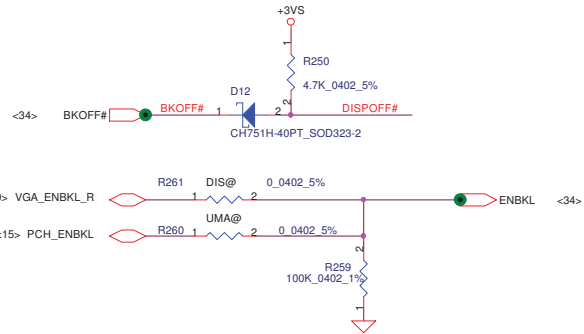 +3VS
1
R250
4.7K_0402_5%
2
D12
<34> BKOFF# BKOFF# 1 2 DISPOFF#
CH751H-40PT_SOD323-2
R261 DIS@ 0_0402_5%
> VGA_ENBKL_R 1 2 ENBKL <34>
UMA@
15> PCH_ENBKL R260 1 2 0_0402_5%
2
R259
100K_0402_1%
1